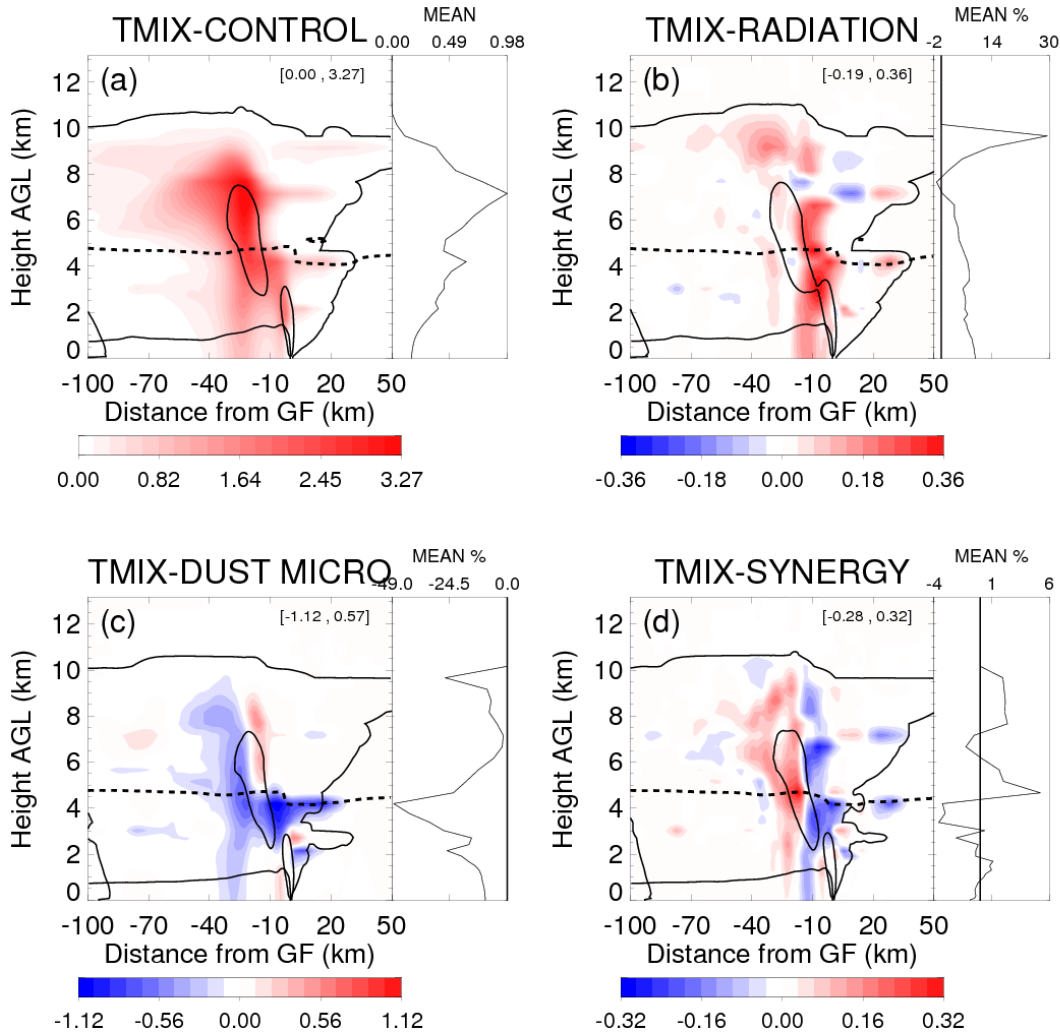 MEAN
TMIX-CONTROL
0.00 0.49 0.98
(a)
[0.00 , 3.27]
Height AGL (km)
12
10
8
6
4
2
0
-100 -70 -40 -10 20 50
Distance from GF (km)
0.00 0.82 1.64 2.45 3.27
MEAN %
TMIX-RADIATION
-2 14 30
(b)
[-0.19 , 0.36]
Height AGL (km)
12
10
8
6
4
2
0
-100 -70 -40 -10 20 50
Distance from GF (km)
-0.36 -0.18 0.00 0.18 0.36
MEAN %
TMIX-DUST MICRO
-49.0 -24.5 0.0
(c)
[-1.12 , 0.57]
Height AGL (km)
12
10
8
6
4
2
0
-100 -70 -40 -10 20 50
Distance from GF (km)
-1.12 -0.56 0.00 0.56 1.12
MEAN %
TMIX-SYNERGY
-4 1 6
(d)
[-0.28 , 0.32]
Height AGL (km)
12
10
8
6
4
2
0
-100 -70 -40 -10 20 50
Distance from GF (km)
-0.32 -0.16 0.00 0.16 0.32